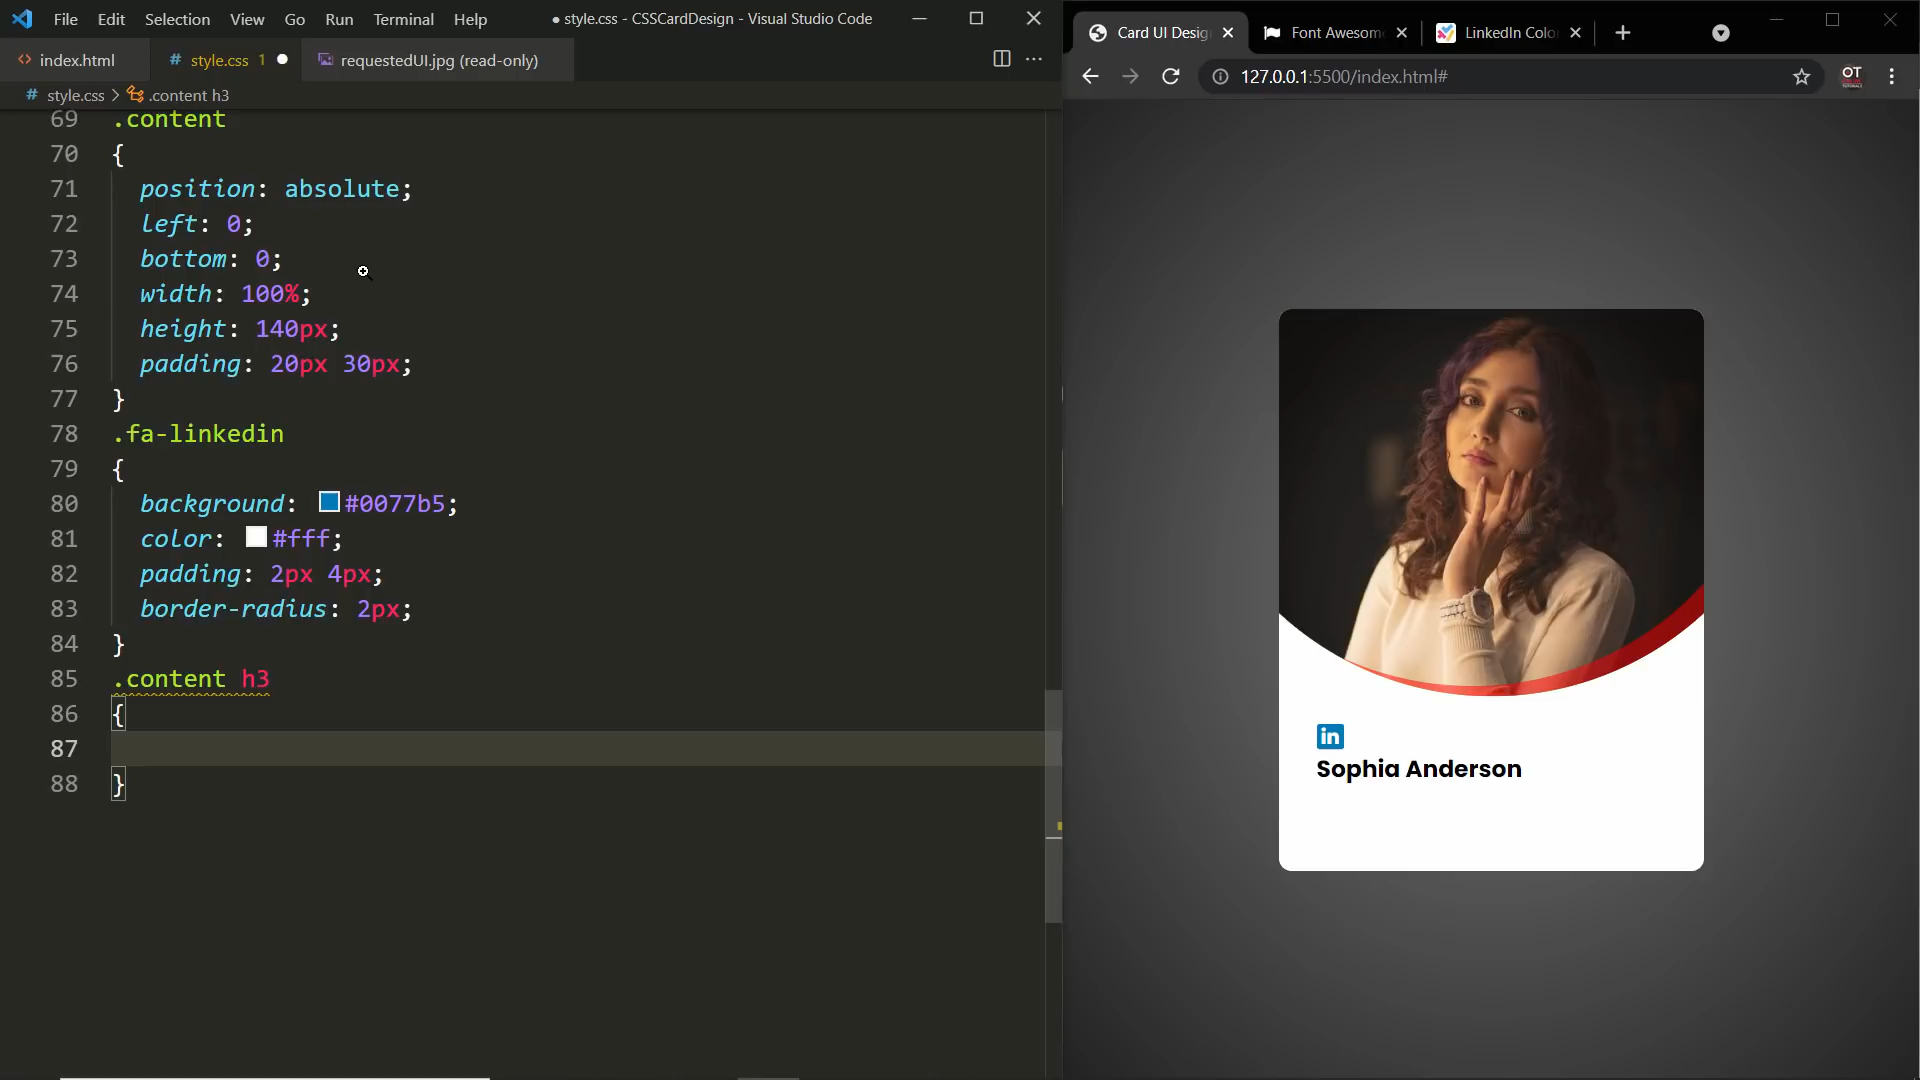 File Edit Selection View Go Run Terminal Help
● style.css - CSSCardDesign - Visual Studio Code
index.html
# style.css 1
requestedUI.jpg (read-only)
# style.css > .content h3
69 .content
70 {
71 position: absolute;
72 left: 0;
73 bottom: 0;
74 width: 100%;
75 height: 140px;
76 padding: 20px 30px;
77 }
78 .fa-linkedin
79 {
80 background: #0077b5;
81 color: #fff;
82 padding: 2px 4px;
83 border-radius: 2px;
84 }
85 .content h3
86 {
87
88 }
Card UI Desig
Font Awesom
LinkedIn Colo
127.0.0.1:5500/index.html#
OT
in
Sophia Anderson